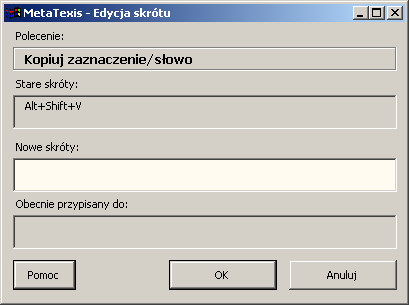 MetaTexis - Edycja skrótu
Polecenie:
Kopiuj zaznaczenie/słowo
Stare skróty:
Alt+Shift+V
Nowe skróty:
Obecnie przypisany do:
Pomoc
OK
Anuluj